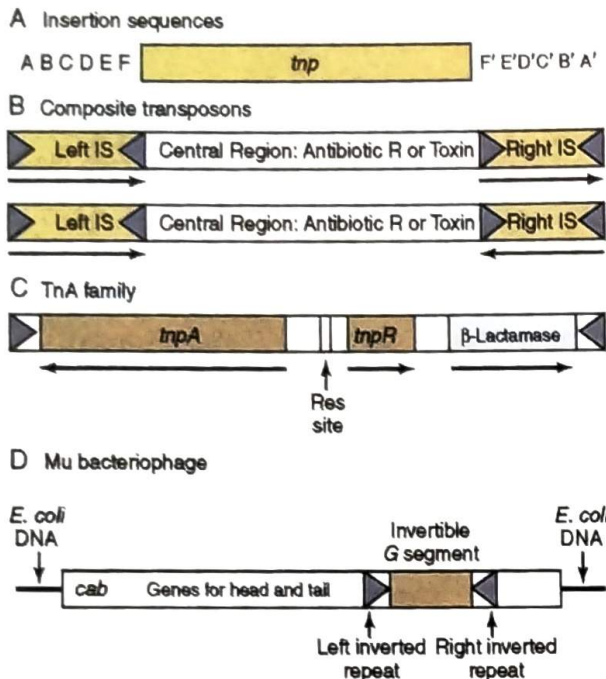 A Insertion sequences
A B C D E F tnp F' E'D'C' B' A'
B Composite transposons
Left IS Central Region: Antibiotic R or Toxin Right IS
Left IS Central Region: Antibiotic R or Toxin Right IS
C TnA family
tnpA tnpR β-Lactamase
Res
site
D Mu bacteriophage
E. coli
DNA
Invertible
G segment
E. coli
DNA
cab Genes for head and tail
Left inverted
repeat
Right inverted
repeat